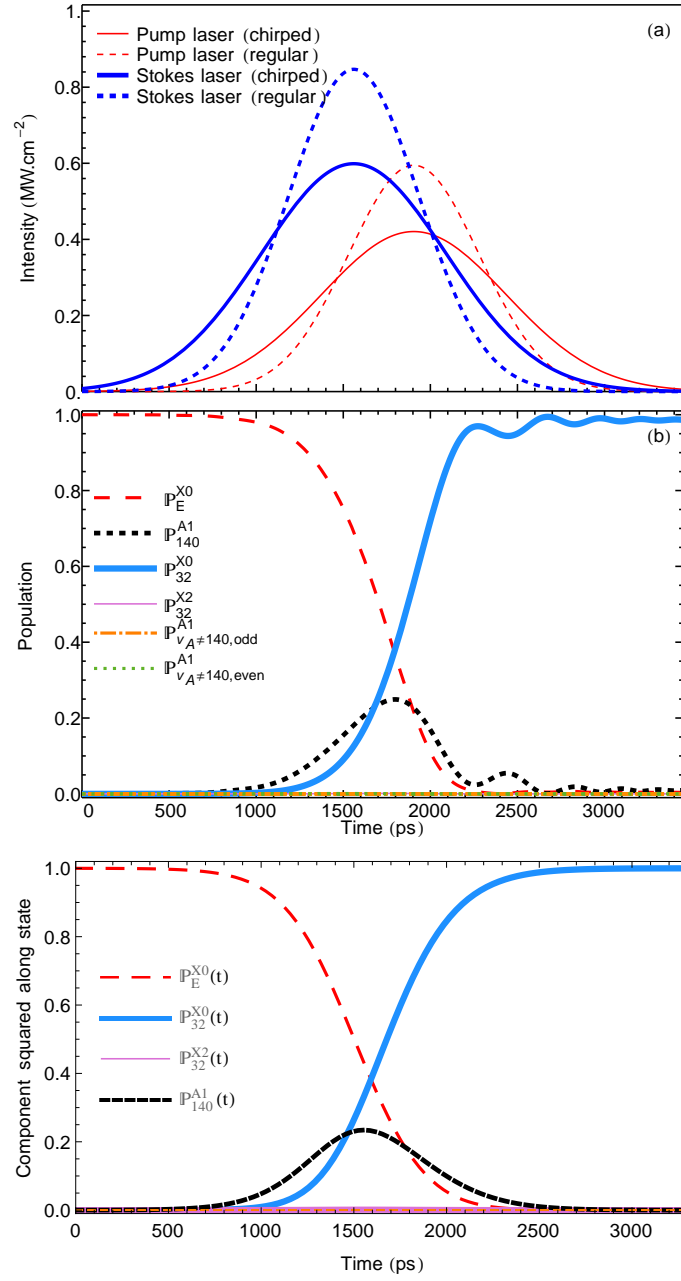 1.
0.8
0.6
0.4
0.2
0.
Intensity (MW.cm⁻²)
Pump laser (chirped)
Pump laser (regular)
Stokes laser (chirped)
Stokes laser (regular)
(a)
1.0
0.8
0.6
0.4
0.2
0.0
Population
(b)
ℙ_E^X0
ℙ_140^A1
ℙ_32^X0
ℙ_32^X2
ℙ_{v_A≠140,odd}^A1
ℙ_{v_A≠140,even}^A1
0 500 1000 1500 2000 2500 3000
Time (ps)
1.0
0.8
0.6
0.4
0.2
0.0
Component squared along state
ℙ_E^X0(t)
ℙ_32^X0(t)
ℙ_32^X2(t)
ℙ_140^A1(t)
0 500 1000 1500 2000 2500 3000
Time (ps)